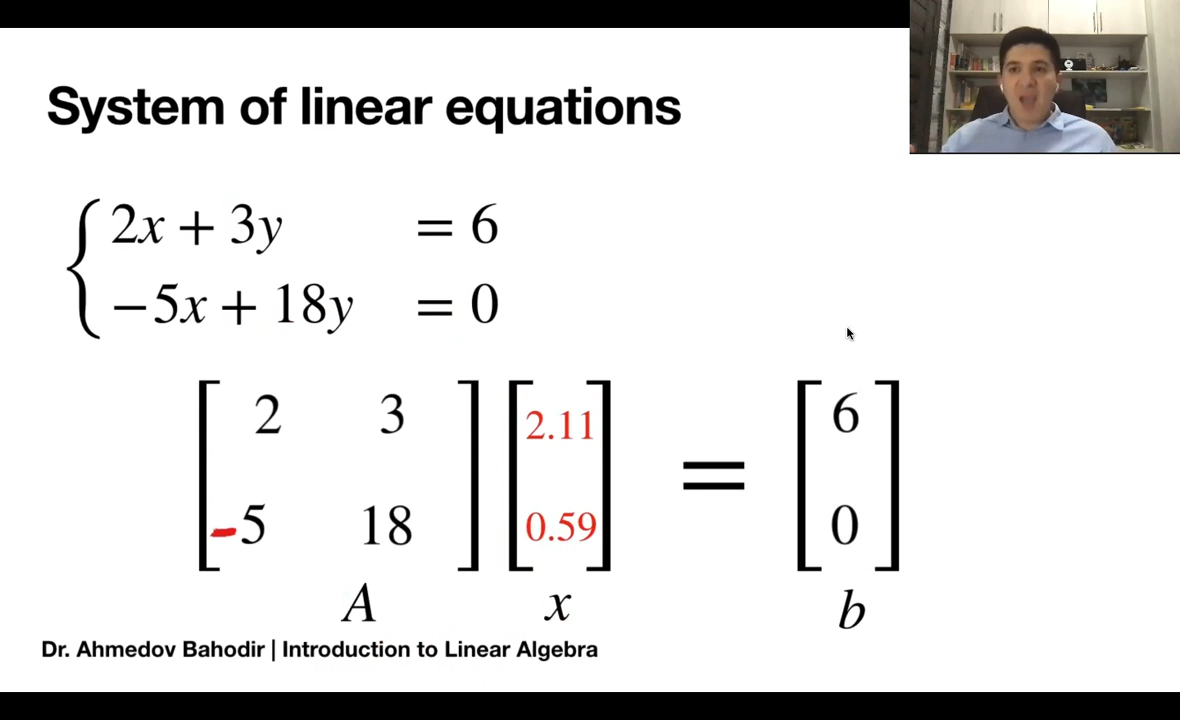 System of linear equations
2x + 3y = 6
−5x + 18y = 0
2 3 2.11 = 6
-5 18 0.59 0
A x b
Dr. Ahmedov Bahodir | Introduction to Linear Algebra